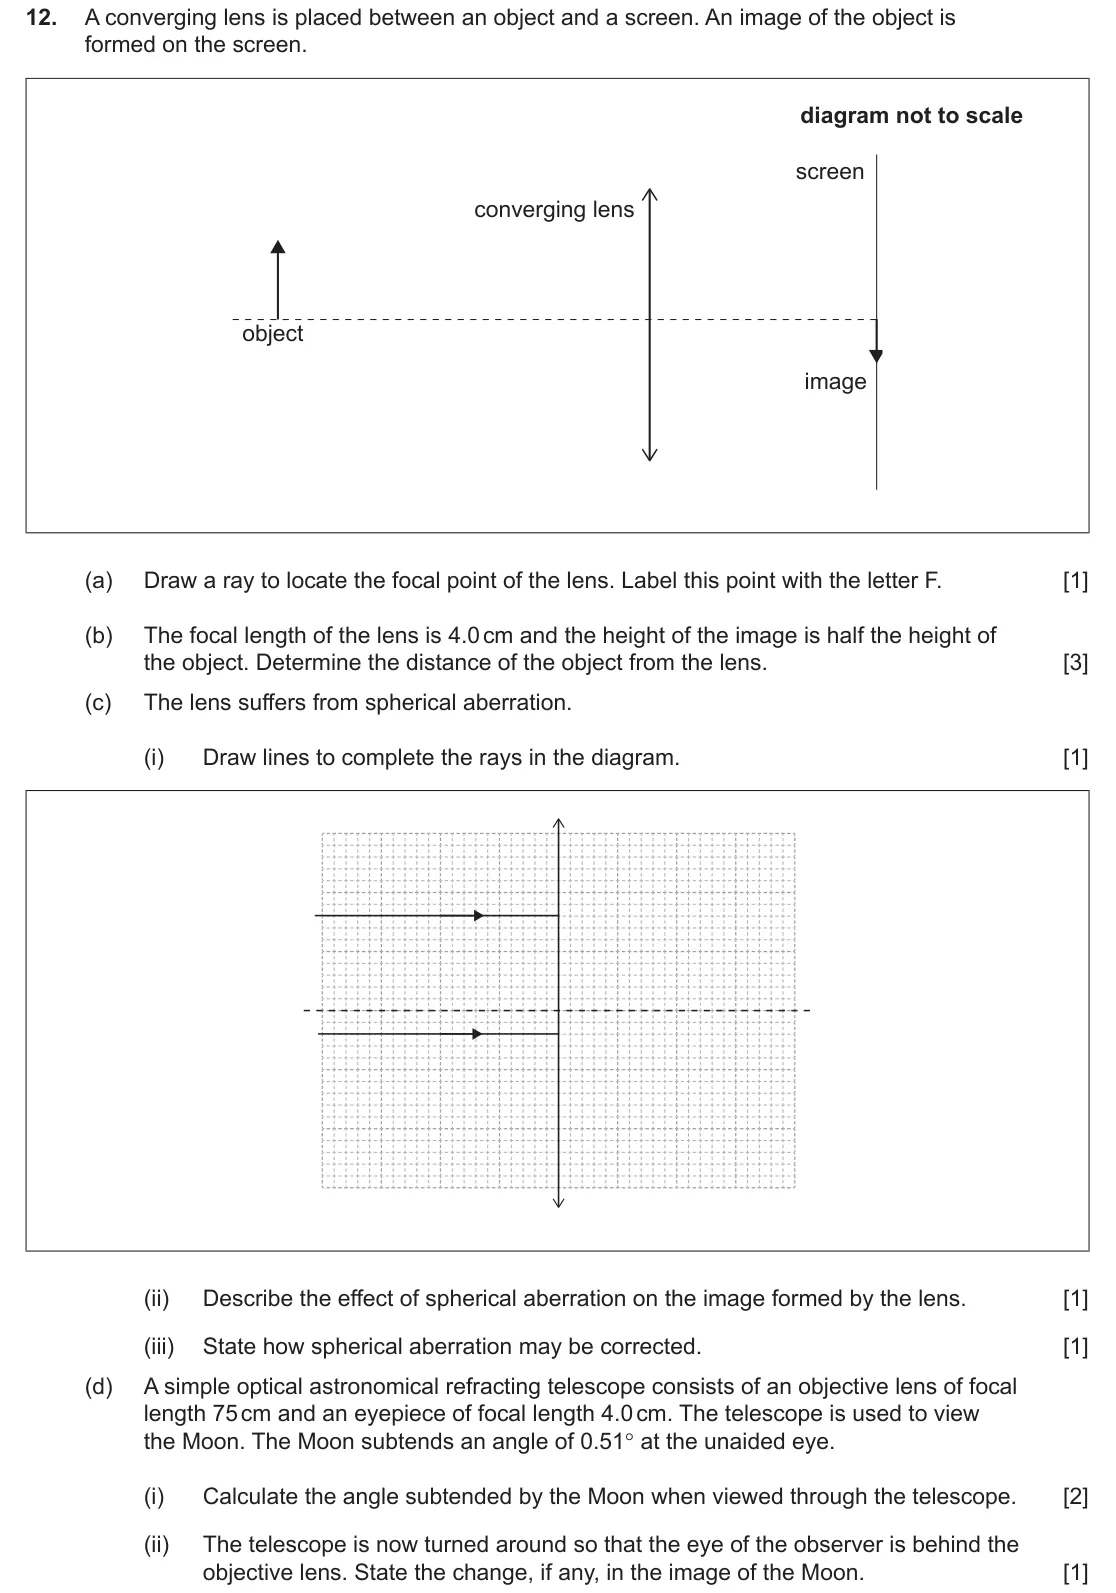 12. A converging lens is placed between an object and a screen. An image of the object is
formed on the screen.
diagram not to scale
screen
converging lens
object
image
(a) Draw a ray to locate the focal point of the lens. Label this point with the letter F. [1]
(b) The focal length of the lens is 4.0 cm and the height of the image is half the height of
the object. Determine the distance of the object from the lens. [3]
(c) The lens suffers from spherical aberration.
(i) Draw lines to complete the rays in the diagram. [1]
(ii) Describe the effect of spherical aberration on the image formed by the lens. [1]
(iii) State how spherical aberration may be corrected. [1]
(d) A simple optical astronomical refracting telescope consists of an objective lens of focal
length 75 cm and an eyepiece of focal length 4.0 cm. The telescope is used to view
the Moon. The Moon subtends an angle of 0.51° at the unaided eye.
(i) Calculate the angle subtended by the Moon when viewed through the telescope. [2]
(ii) The telescope is now turned around so that the eye of the observer is behind the
objective lens. State the change, if any, in the image of the Moon. [1]